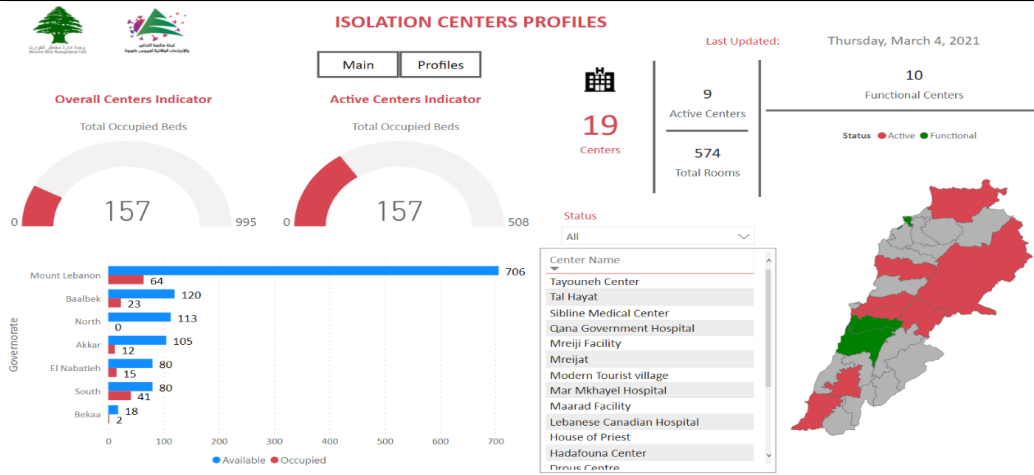 ISOLATION CENTERS PROFILES
Last Updated:
Thursday, March 4, 2021
Main
Profiles
Overall Centers Indicator
Total Occupied Beds
0
157
995
Active Centers Indicator
Total Occupied Beds
0
157
508
19
Centers
9
Active Centers
574
Total Rooms
10
Functional Centers
Status Active Functional
Status
All
Center Name
Tayouneh Center
Tal Hayat
Sibline Medical Center
Qana Government Hospital
Mreiji Facility
Mreijat
Modern Tourist village
Mar Mkhayel Hospital
Maarad Facility
Lebanese Canadian Hospital
House of Priest
Hadafouna Center
Drous Centre
Governorate
Mount Lebanon 706
64
Baalbek 120
23
North 113
0
Akkar 105
12
El Nabatieh 80
15
South 80
41
Bekaa 18
2
0 100 200 300 400 500 600 700
Available Occupied